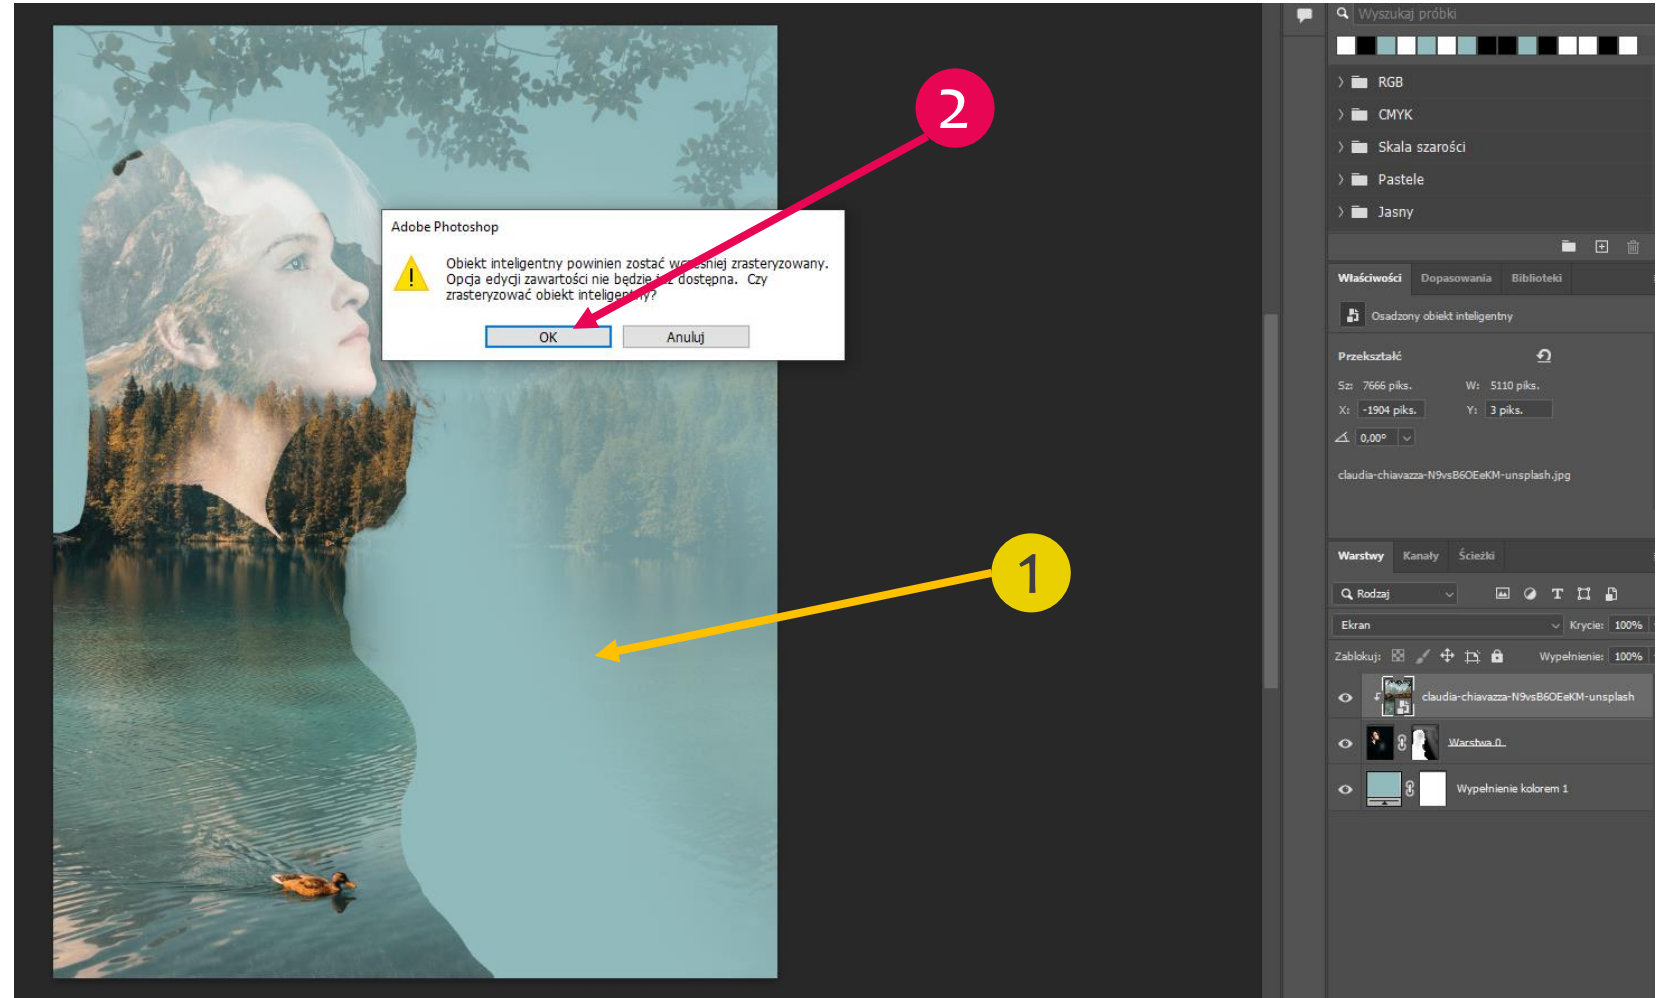 Wyszukaj próbki
RGB
CMYK
Skala szarości
Pastele
Jasny
2
Adobe Photoshop
Obiekt inteligentny powinien zostać wcześniej zrasteryzowany.
Opcja edycji zawartości nie będzie już dostępna. Czy
zrasteryzować obiekt inteligentny?
OK
Anuluj
1
Właściwości Dopasowania Biblioteki
Osadzony obiekt inteligentny
Przekształć
Sz: 7666 piks. W: 5110 piks.
X: -1904 piks. Y: 3 piks.
0,00°
claudia-chiavazza-N9vsB6OEeKM-unsplash.jpg
Warstwy Kanały Ścieżki
Rodzaj
Ekran Krycie: 100%
Zablokuj: Wypełnienie: 100%
claudia-chiavazza-N9vsB6OEeKM-unsplash
Warstwa 0
Wypełnienie kolorem 1